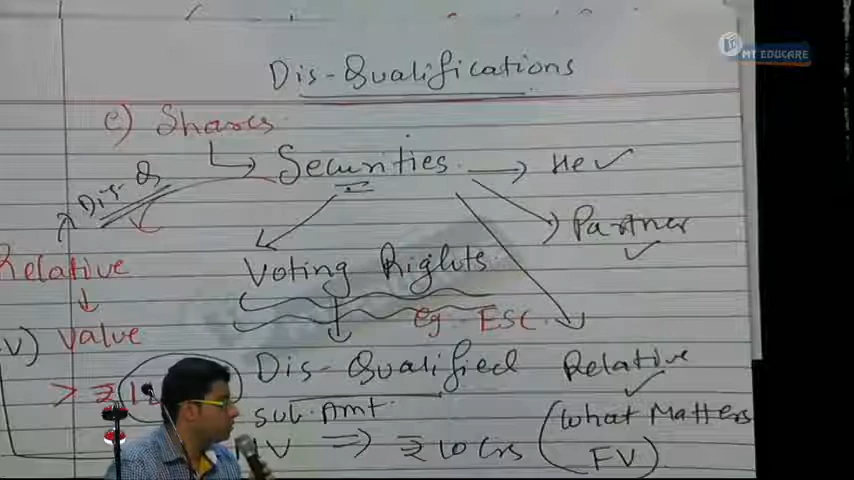 MT EDUCARE
Dis-Qualifications
e) Shares
Securities → He ✓
Dis-Q
Partner ✓
Relative
Voting Rights
eg ESC
Value
Dis-Qualified Relative ✓
> ₹
Sub. Amt.
(What Matters
⇒ ₹ 10 Crs
FV)